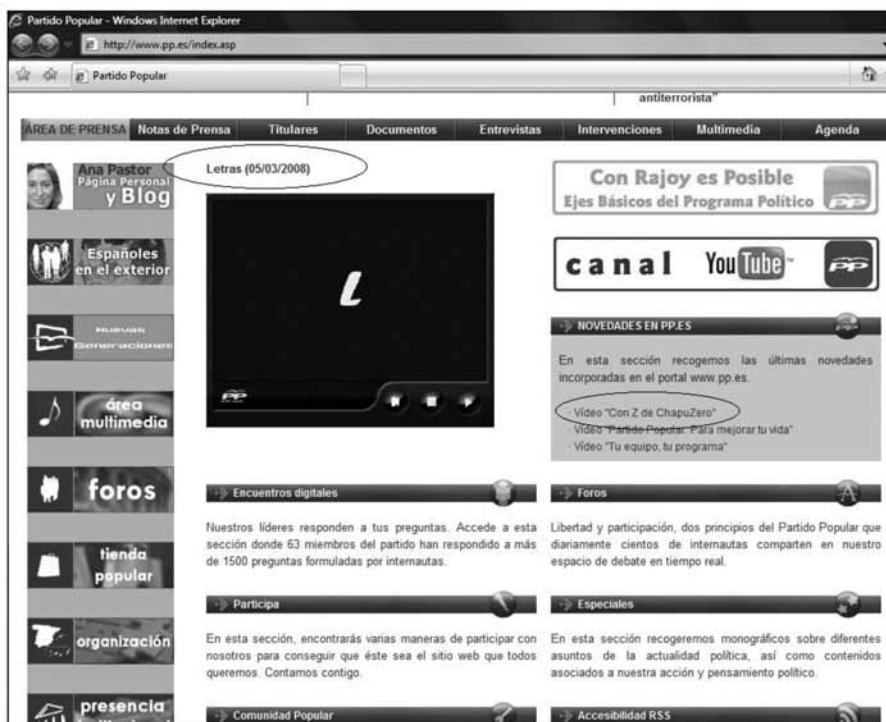 Partido Popular - Windows Internet Explorer
http://www.pp.es/index.asp
Partido Popular
antiterrorista"
ÁREA DE PRENSA Notas de Prensa Titulares Documentos Entrevistas Intervenciones Multimedia Agenda
Ana Pastor
Página Personal
y Blog
Españoles
en el exterior
Nuevas
Generaciones
área
multimedia
foros
tienda
popular
organización
presencia
Letras (05/03/2008)
L
PP
Con Rajoy es Posible
Ejes Básicos del Programa Político
PP
canal YouTube PP
NOVEDADES EN PP.ES
En esta sección recogemos las últimas novedades
incorporadas en el portal www.pp.es.
· Vídeo "Con Z de ChapuZero"
· Vídeo "Partido Popular. Para mejorar tu vida"
· Vídeo "Tu equipo, tu programa"
Encuentros digitales
Nuestros líderes responden a tus preguntas. Accede a esta
sección donde 63 miembros del partido han respondido a más
de 1500 preguntas formuladas por internautas.
Foros
Libertad y participación, dos principios del Partido Popular que
diariamente cientos de internautas comparten en nuestro
espacio de debate en tiempo real.
Participa
En esta sección, encontrarás varias maneras de participar con
nosotros para conseguir que éste sea el sitio web que todos
queremos. Contamos contigo.
Especiales
En esta sección recogeremos monográficos sobre diferentes
asuntos de la actualidad política, así como contenidos
asociados a nuestra acción y pensamiento político.
Comunidad Popular
Accesibilidad RSS